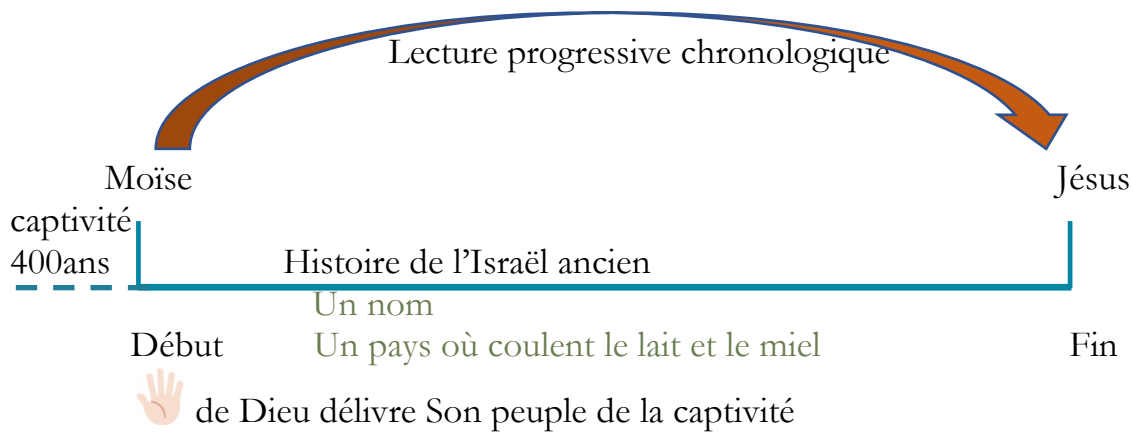 Lecture progressive chronologique
Moïse
Jésus
captivité
400ans
Histoire de l’Israël ancien
Un nom
Début
Un pays où coulent le lait et le miel
Fin
de Dieu délivre Son peuple de la captivité